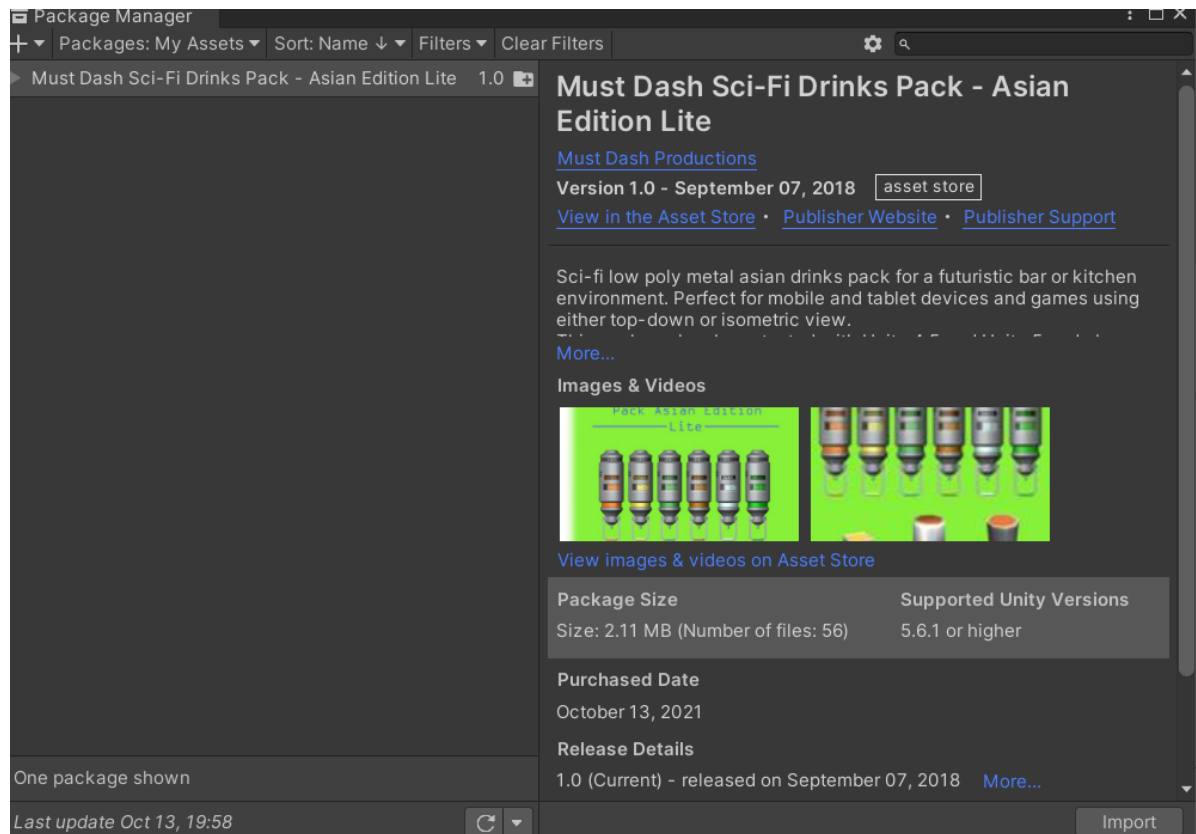 Package Manager
Packages: My Assets Sort: Name ↓ Filters Clear Filters
Must Dash Sci-Fi Drinks Pack - Asian Edition Lite 1.0
Must Dash Sci-Fi Drinks Pack - Asian
Edition Lite
Must Dash Productions
Version 1.0 - September 07, 2018 asset store
View in the Asset Store • Publisher Website • Publisher Support
Sci-fi low poly metal asian drinks pack for a futuristic bar or kitchen
environment. Perfect for mobile and tablet devices and games using
either top-down or isometric view.
More...
Images & Videos
Pack Asian Edition
Lite
View images & videos on Asset Store
Package Size Supported Unity Versions
Size: 2.11 MB (Number of files: 56) 5.6.1 or higher
Purchased Date
October 13, 2021
Release Details
1.0 (Current) - released on September 07, 2018 More...
One package shown
Last update Oct 13, 19:58
Import